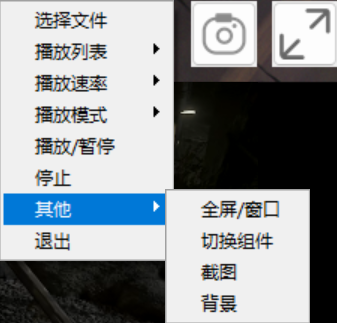 选择文件
播放列表
播放速率
播放模式
播放/暂停
停止
其他
退出
全屏/窗口
切换组件
截图
背景